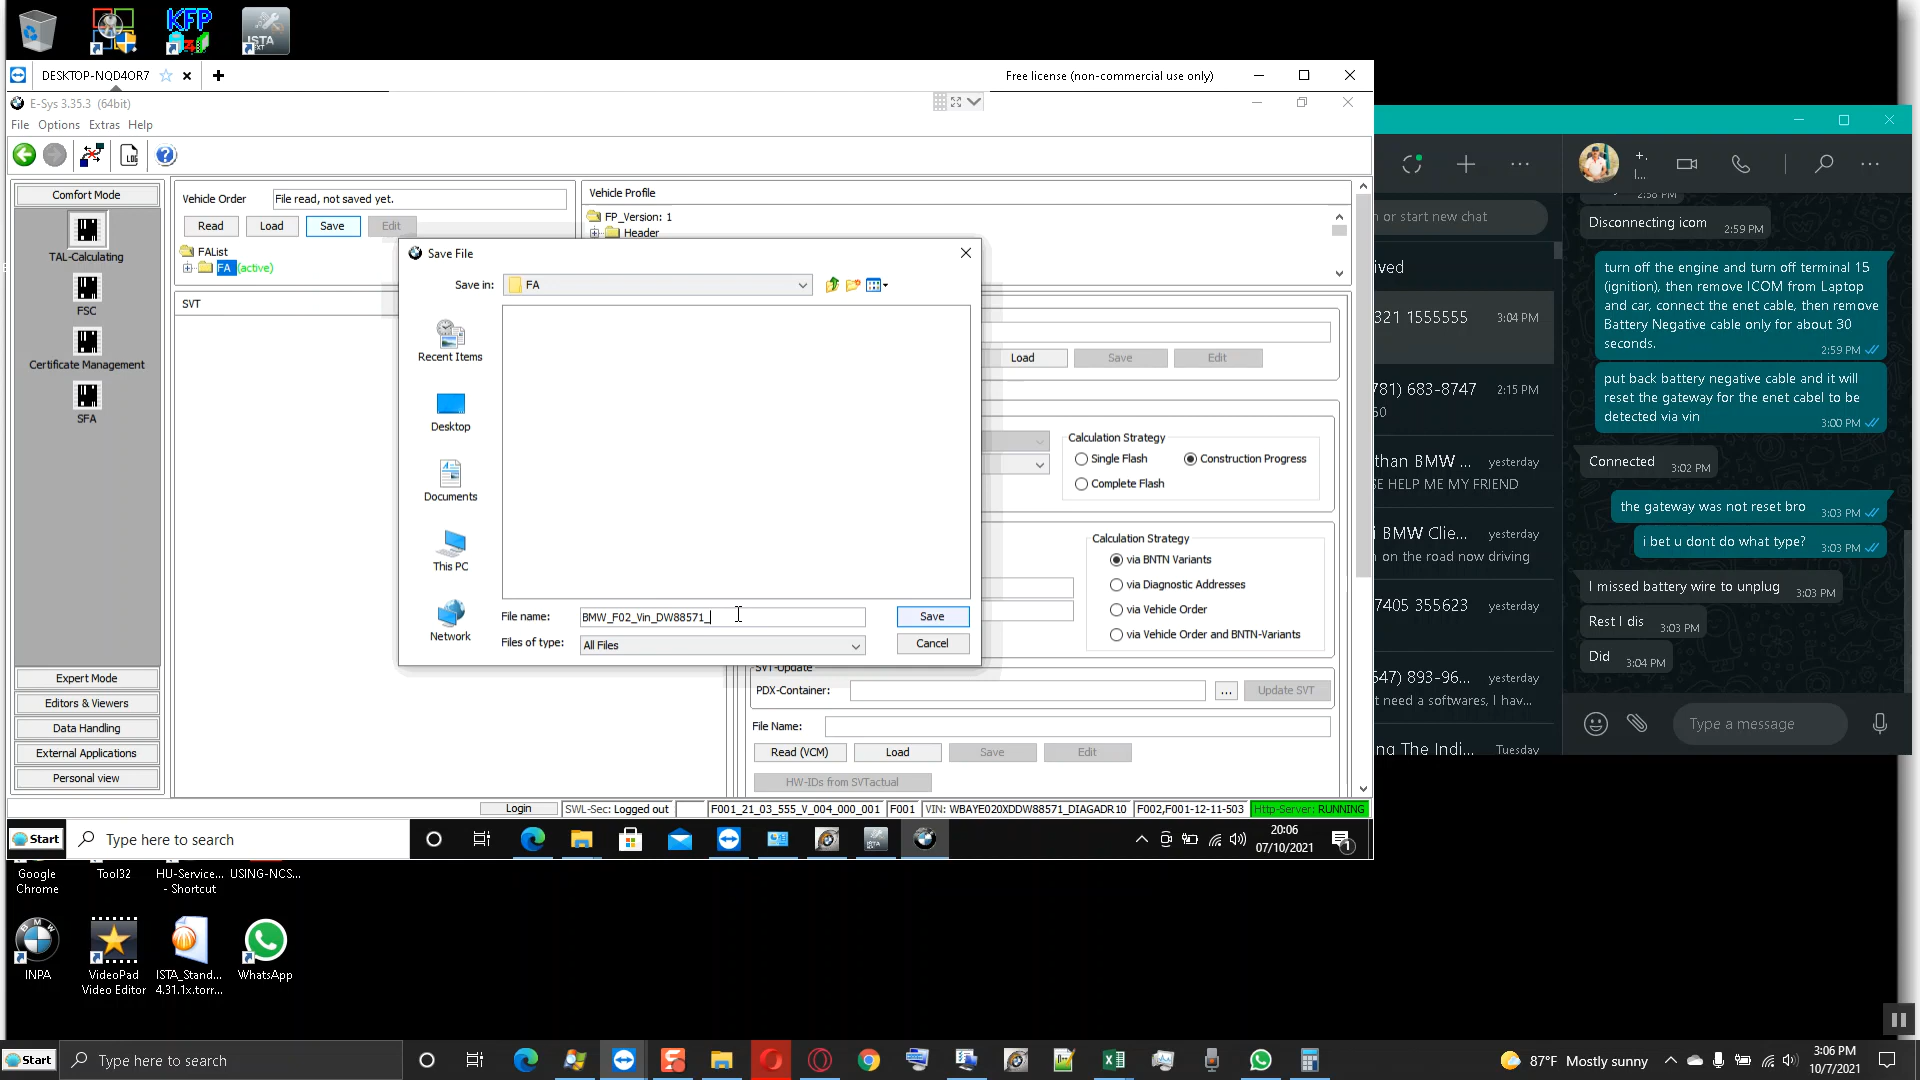 KFP
ISTA
DESKTOP-NQD4OR7
Free license (non-commercial use only)
E-Sys 3.35.3 (64bit)
File Options Extras Help
LOG
Comfort Mode
TAL-Calculating
FSC
Certificate Management
SFA
Expert Mode
Editors & Viewers
Data Handling
External Applications
Personal view
Vehicle Order
File read, not saved yet.
Read
Load
Save
Edit
FAList
FA (active)
SVT
Vehicle Profile
FP_Version: 1
Header
Save File
Save in:
FA
Recent Items
Desktop
Documents
This PC
Network
File name:
BMW_F02_Vin_DW88571_
Save
Files of type:
All Files
Cancel
Load
Save
Edit
Calculation Strategy
Single Flash
Construction Progress
Complete Flash
Calculation Strategy
via BNTN Variants
via Diagnostic Addresses
via Vehicle Order
via Vehicle Order and BNTN-Variants
SVT-Update
PDX-Container:
...
Update SVT
File Name:
Read (VCM)
Load
Save
Edit
HW-IDs from SVTactual
Login
SWL-Sec: Logged out
F001_21_03_555_V_004_000_001
F001
VIN: WBAYE020XDDW88571_DIAGADR10
F002,F001-12-11-503
Http-Server: RUNNING
Start
Type here to search
20:06
07/10/2021
1
n or start new chat
ived
321 1555555
3:04 PM
781) 683-8747
2:15 PM
50
than BMW ...
yesterday
SE HELP ME MY FRIEND
i BMW Clie...
yesterday
n on the road now driving
7405 355623
yesterday
547) 893-96...
yesterday
t need a softwares, I hav...
ng The Indi...
Tuesday
+.
l...
2:58 PM
Disconnecting icom
2:59 PM
turn off the engine and turn off terminal 15
(ignition), then remove ICOM from Laptop
and car, connect the enet cable, then remove
Battery Negative cable only for about 30
seconds.
2:59 PM
put back battery negative cable and it will
reset the gateway for the enet cabel to be
detected via vin
3:00 PM
Connected
3:02 PM
the gateway was not reset bro
3:03 PM
i bet u dont do what type?
3:03 PM
I missed battery wire to unplug
3:03 PM
Rest I dis
3:03 PM
Did
3:04 PM
Type a message
Google
Chrome
Tool32
HU-Service...
- Shortcut
USING-NCS...
INPA
VideoPad
Video Editor
ISTA_Stand...
4.31.1x.torr...
WhatsApp
Start
Type here to search
87°F Mostly sunny
3:06 PM
10/7/2021